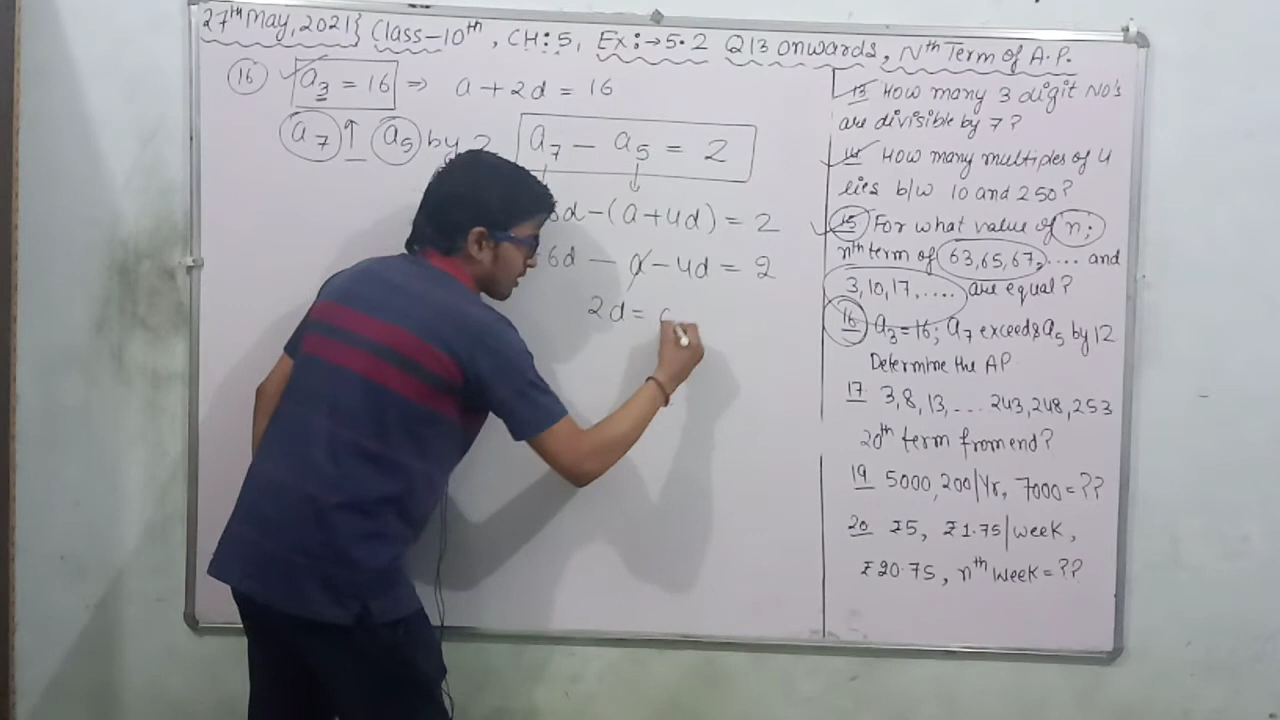 27th May, 2021} Class-10th, CH: 5, Ex:→5.2 Q13 onwards, Nth Term of A.P.
16 a3 = 16 ⇒ a + 2d = 16
a7 ↑ a5 by 2 a7 - a5 = 2
6d - (a + 4d) = 2
6d - a - 4d = 2
2d =
13 How many 3 digit No's
are divisible by 7?
14 How many multiples of 4
lies b/w 10 and 250?
15 For what value of n;
nth term of 63, 65, 67, .... and
3, 10, 17, .... are equal?
16 a3 = 16; a7 exceeds a5 by 12
Determine the AP
17 3, 8, 13, .... 243, 248, 253
20th term from end?
19 5000, 200/Yr, 7000 = ??
20 ₹5, ₹1.75/week,
₹20.75, nth week = ??